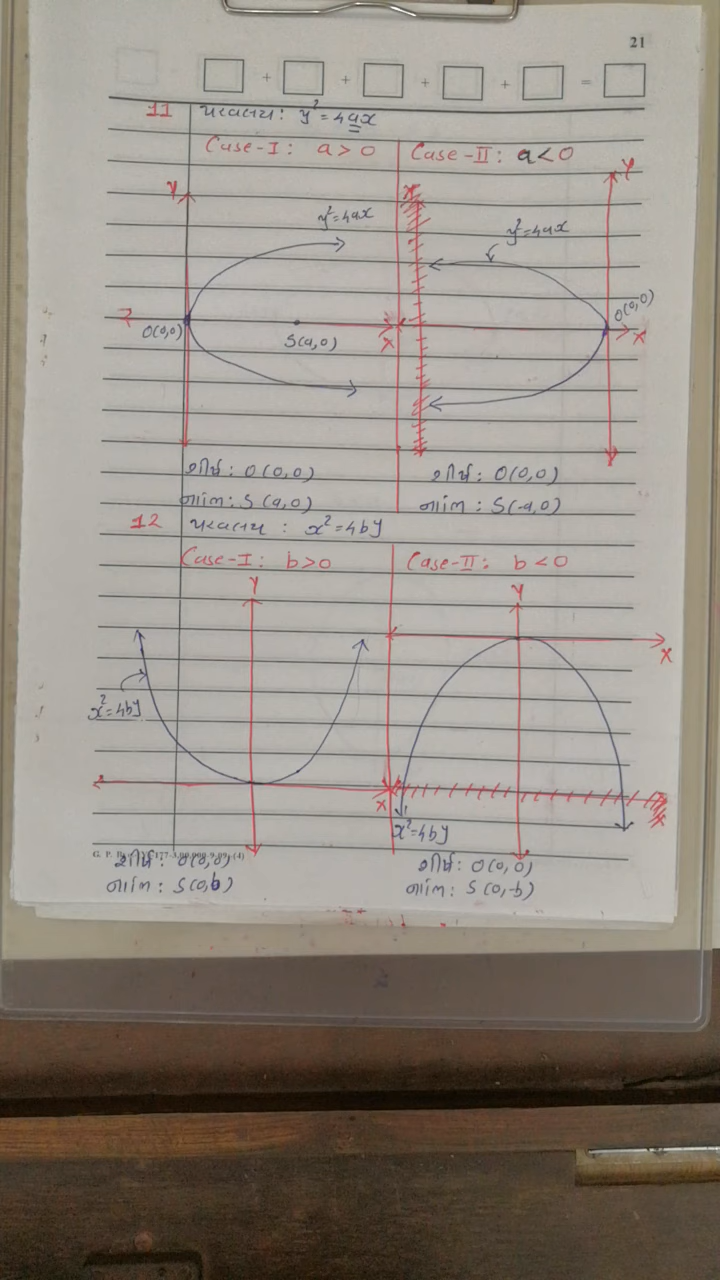 21
+ + + + =
11 પરવલય: y²=4ax
Case-I: a>0
Case-II: a<0
Y
y²=4ax
O(0,0)
S(a,0)
X
Y
y²=4ax
O(0,0)
X
શીર્ષ: O(0,0)
નાભિ: S(a,0)
શીર્ષ: O(0,0)
નાભિ: S(-a,0)
12 પરવલય: x²=4by
Case-I: b>0
Case-II: b<0
Y
x²=4by
X
Y
X
x²=4by
શીર્ષ: O(0,0)
નાભિ: S(0,b)
શીર્ષ: O(0,0)
નાભિ: S(0,-b)